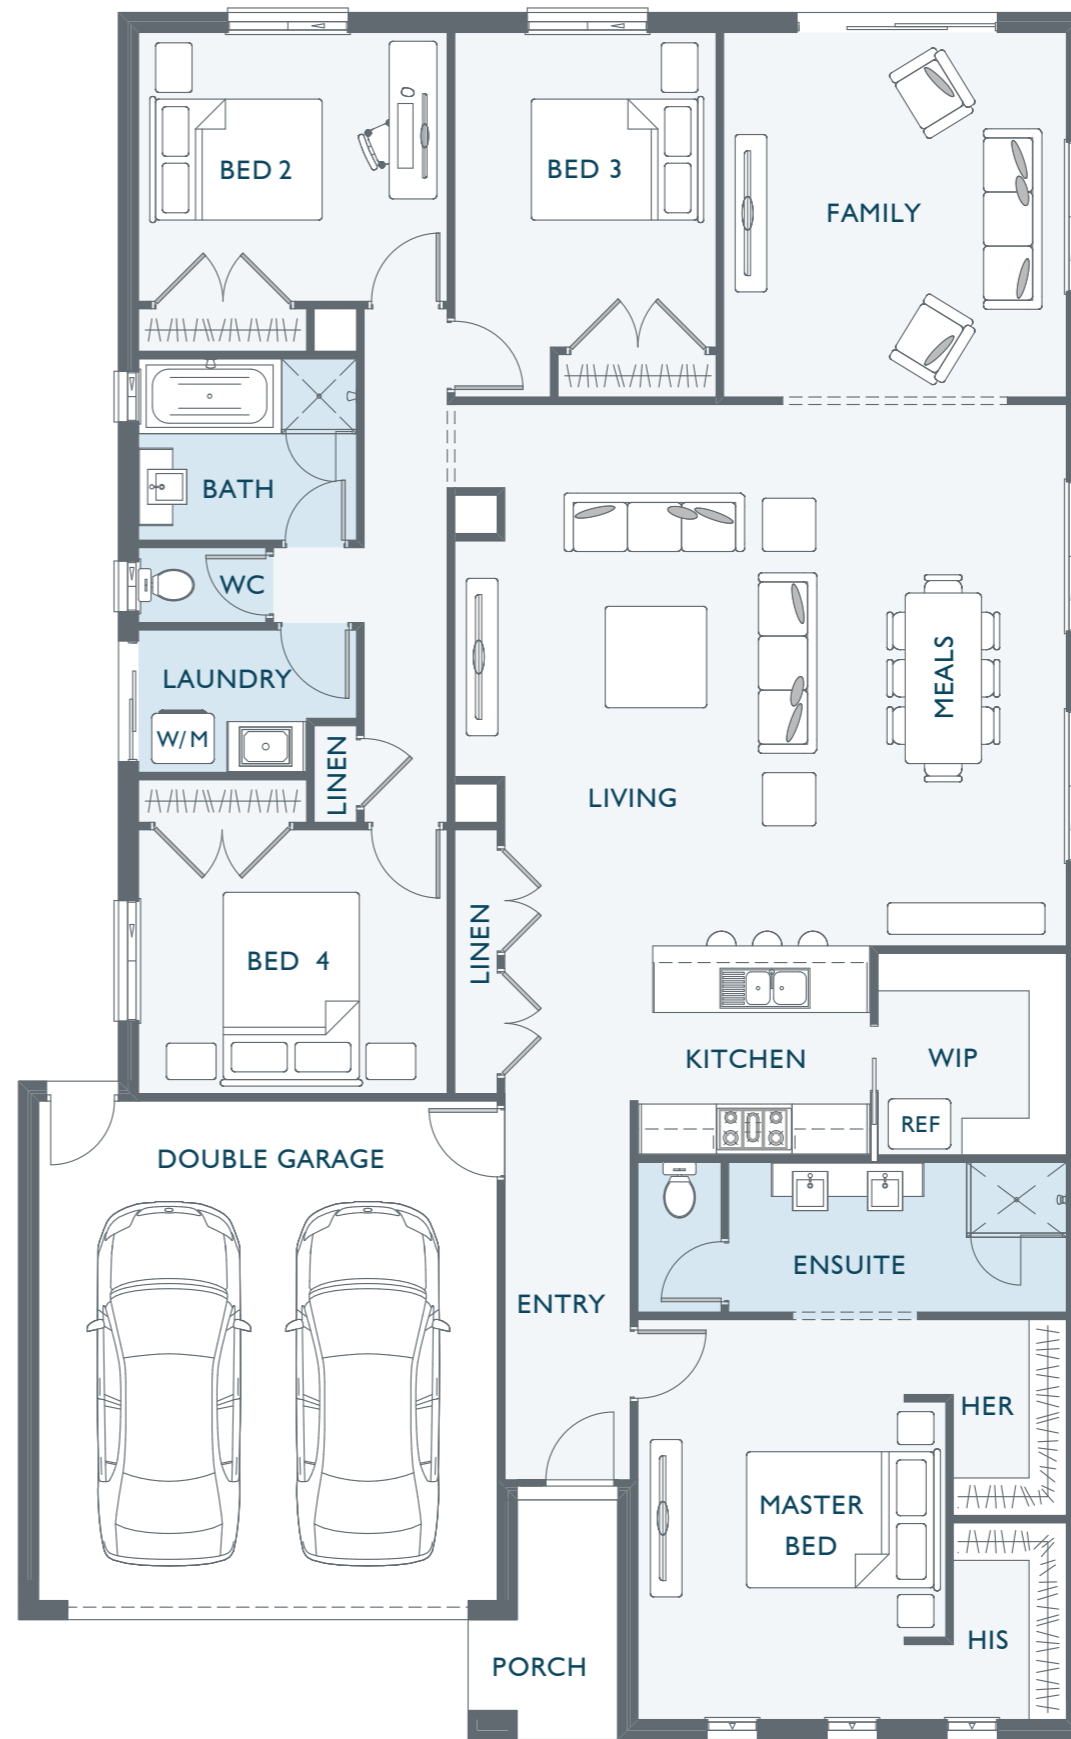 BED 2
BED 3
FAMILY
BATH
WC
LAUNDRY
W/M
LINEN
LIVING
MEALS
LINEN
BED 4
KITCHEN
WIP
REF
DOUBLE GARAGE
ENSUITE
ENTRY
HER
MASTER
BED
HIS
PORCH